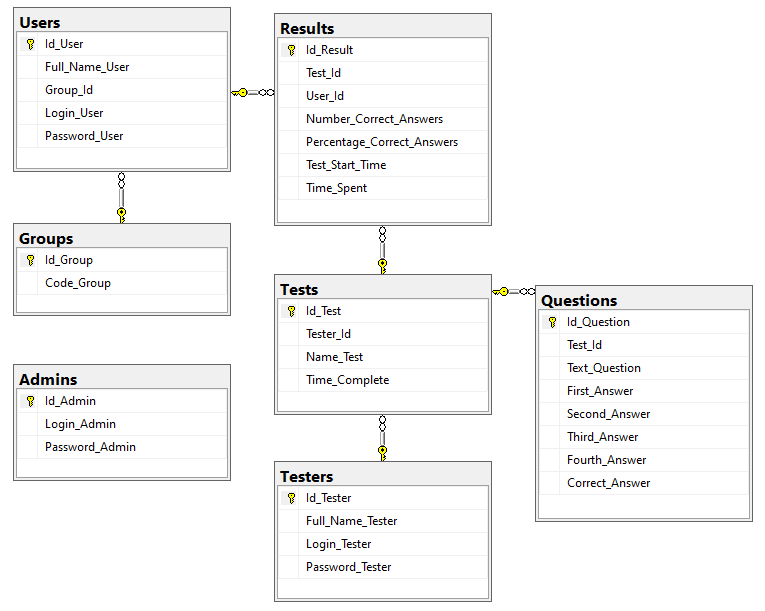 Users
Id_User
Full_Name_User
Group_Id
Login_User
Password_User
Results
Id_Result
Test_Id
User_Id
Number_Correct_Answers
Percentage_Correct_Answers
Test_Start_Time
Time_Spent
Groups
Id_Group
Code_Group
Tests
Id_Test
Tester_Id
Name_Test
Time_Complete
Questions
Id_Question
Test_Id
Text_Question
First_Answer
Second_Answer
Third_Answer
Fourth_Answer
Correct_Answer
Admins
Id_Admin
Login_Admin
Password_Admin
Testers
Id_Tester
Full_Name_Tester
Login_Tester
Password_Tester